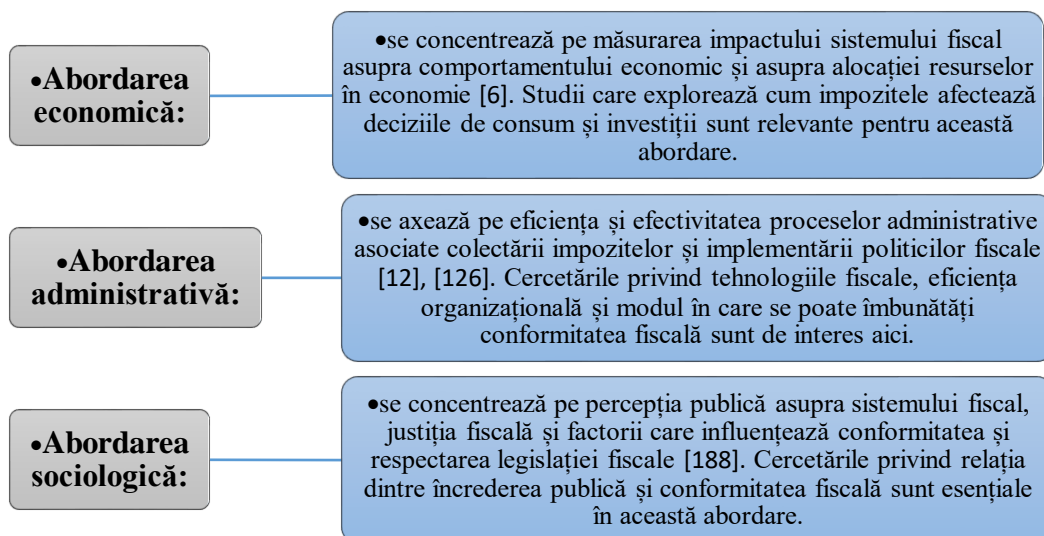 •Abordarea
economică:
•se concentrează pe măsurarea impactului sistemului fiscal
asupra comportamentului economic și asupra alocației resurselor
în economie [6]. Studii care explorează cum impozitele afectează
deciziile de consum și investiții sunt relevante pentru această
abordare.
•Abordarea
administrativă:
•se axează pe eficiența și efectivitatea proceselor administrative
asociate colectării impozitelor și implementării politicilor fiscale
[12], [126]. Cercetările privind tehnologiile fiscale, eficiența
organizațională și modul în care se poate îmbunătăți
conformitatea fiscală sunt de interes aici.
•Abordarea
sociologică:
•se concentrează pe percepția publică asupra sistemului fiscal,
justiția fiscală și factorii care influențează conformitatea și
respectarea legislației fiscale [188]. Cercetările privind relația
dintre încrederea publică și conformitatea fiscală sunt esențiale
în această abordare.